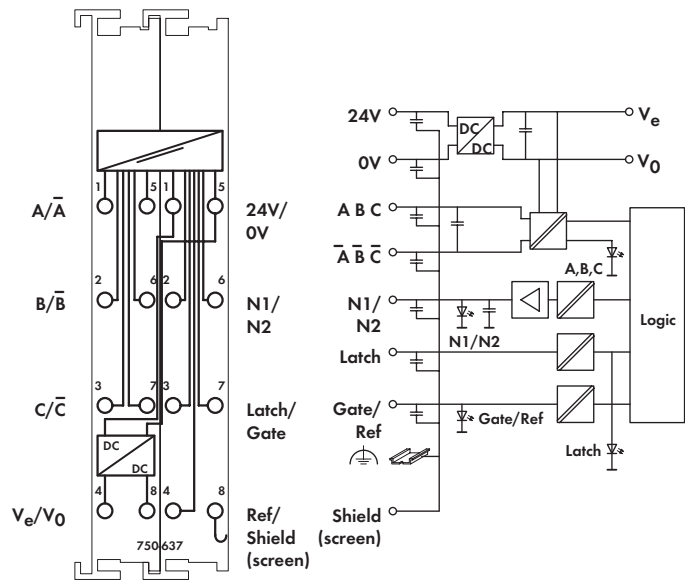 1 5 1 5
A/A̅
24V/
0V
2 6 2 6
B/B̅
N1/
N2
3 7 3 7
C/C̅
Latch/
Gate
DC
DC
4 8 4 8
Ve/V0
Ref/
Shield
(screen)
750-637
24V
DC
DC
Ve
0V
V0
A B C
A̅ B̅ C̅
A,B,C
N1/
N2
N1/N2
Logic
Latch
Gate/
Ref
Gate/Ref
Latch
Shield
(screen)